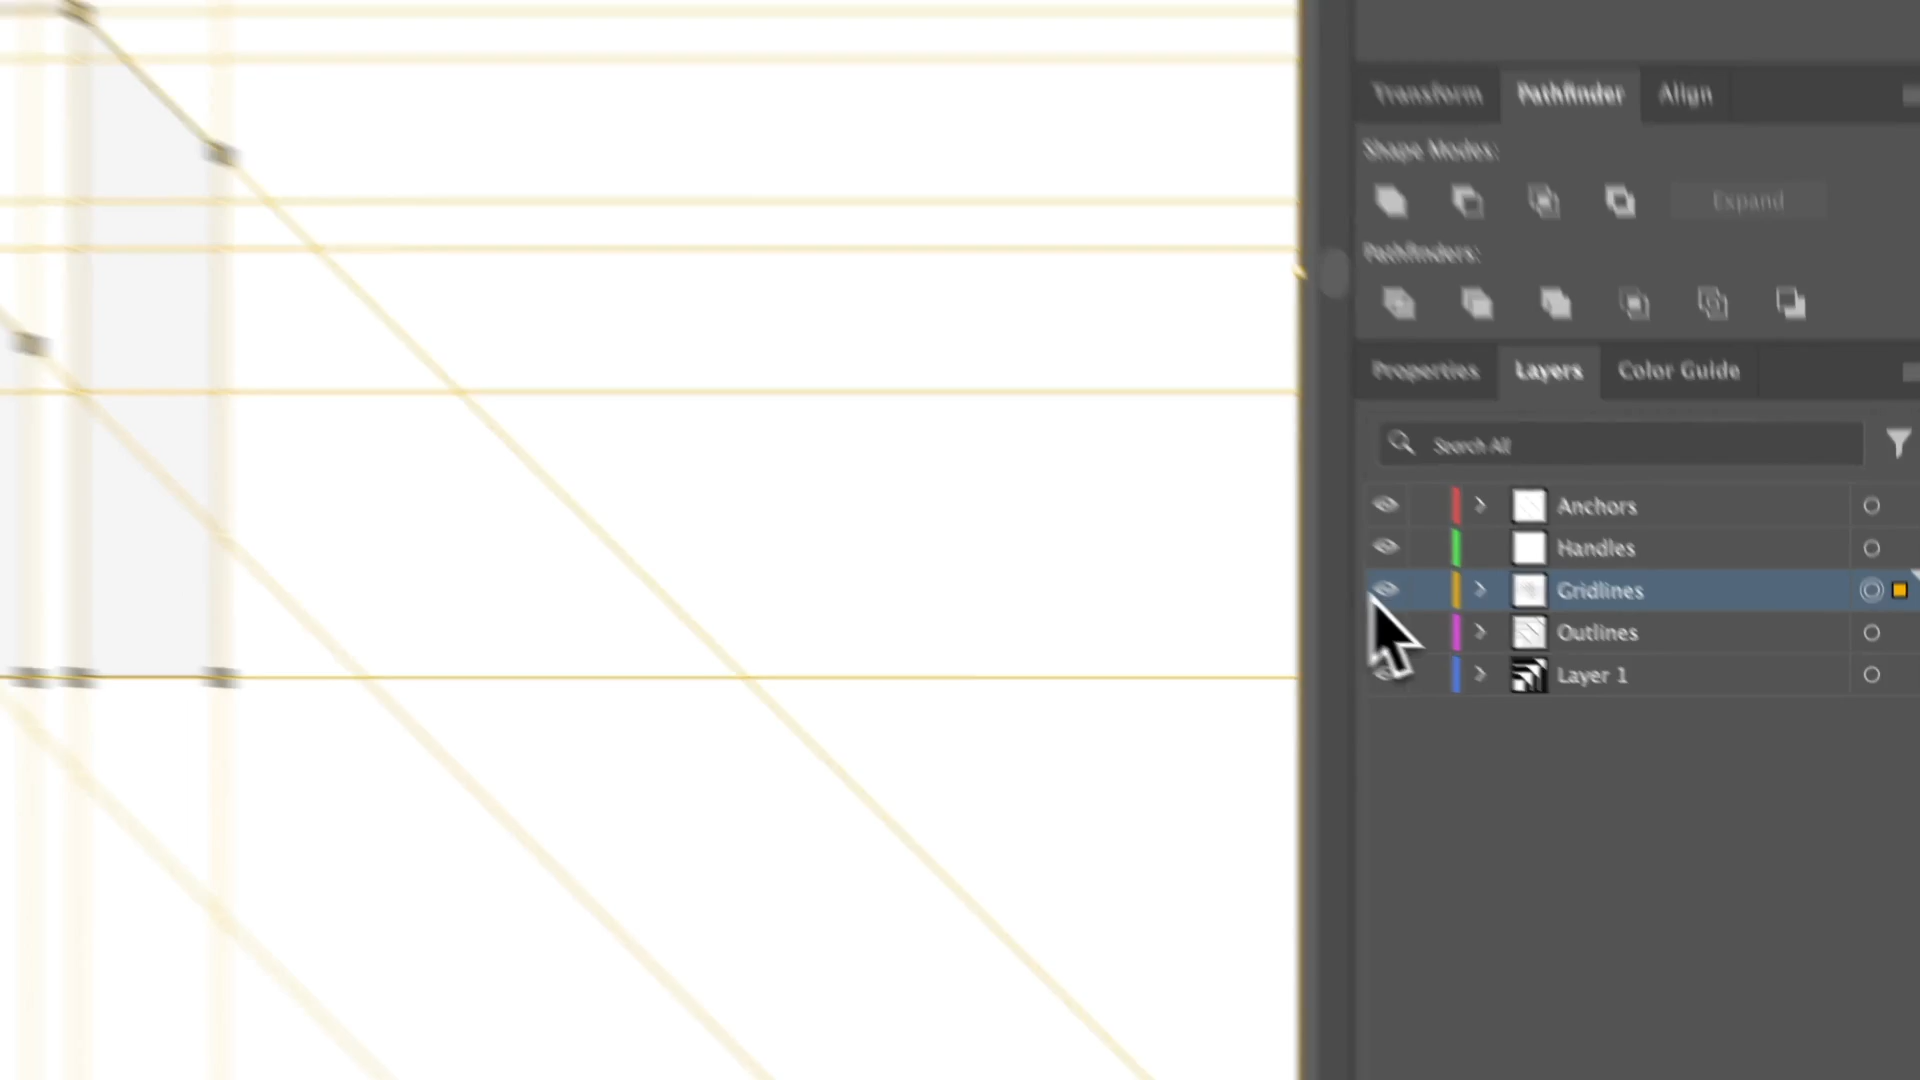 Transform Pathfinder Align
Shape Modes:
Expand
Pathfinders:
Properties Layers Color Guide
Search All
Anchors
Handles
Gridlines
Outlines
Layer 1